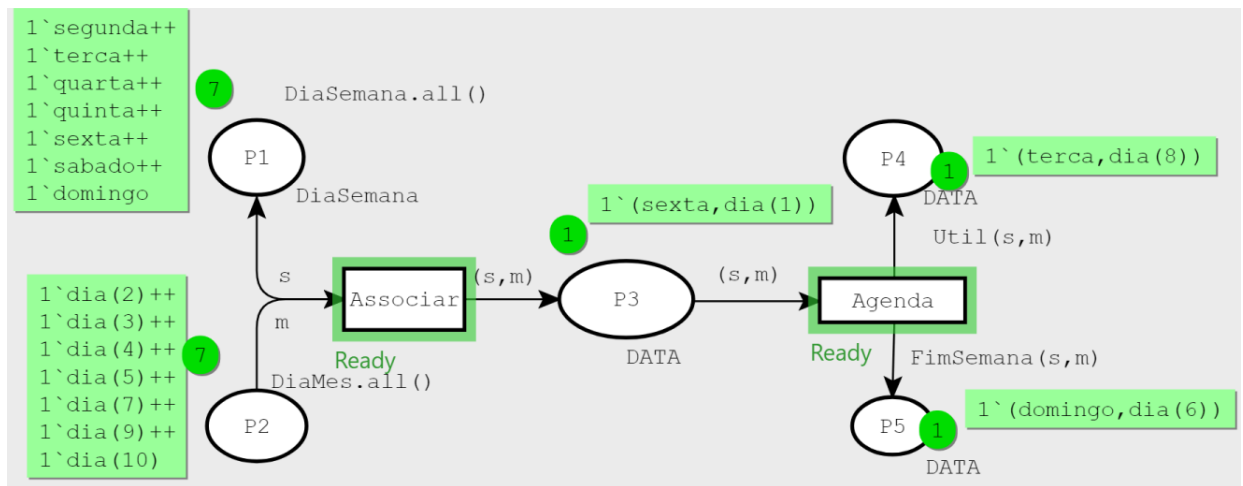 1`segunda++
1`terca++
1`quarta++
1`quinta++
1`sexta++
1`sabado++
1`domingo
7
DiaSemana.all()
P1
DiaSemana
1`dia(2)++
1`dia(3)++
1`dia(4)++
1`dia(5)++
1`dia(7)++
1`dia(9)++
1`dia(10)
7
DiaMes.all()
P2
s
m
Associar
Ready
(s,m)
1`(sexta,dia(1))
1
P3
DATA
(s,m)
Agenda
Ready
P4
1
1`(terca,dia(8))
DATA
Util(s,m)
FimSemana(s,m)
P5
1
1`(domingo,dia(6))
DATA